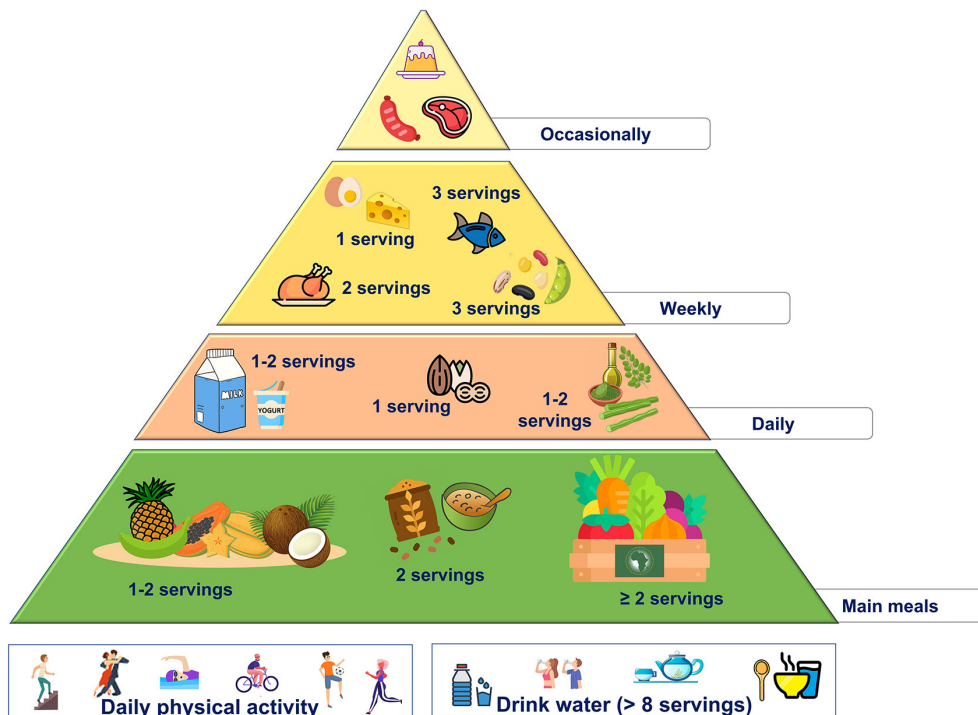 Occasionally
3 servings
1 serving
2 servings
3 servings
Weekly
1-2 servings
MILK
YOGURT
1 serving
1-2
servings
Daily
1-2 servings
2 servings
≥ 2 servings
Main meals
Daily physical activity
Drink water (> 8 servings)